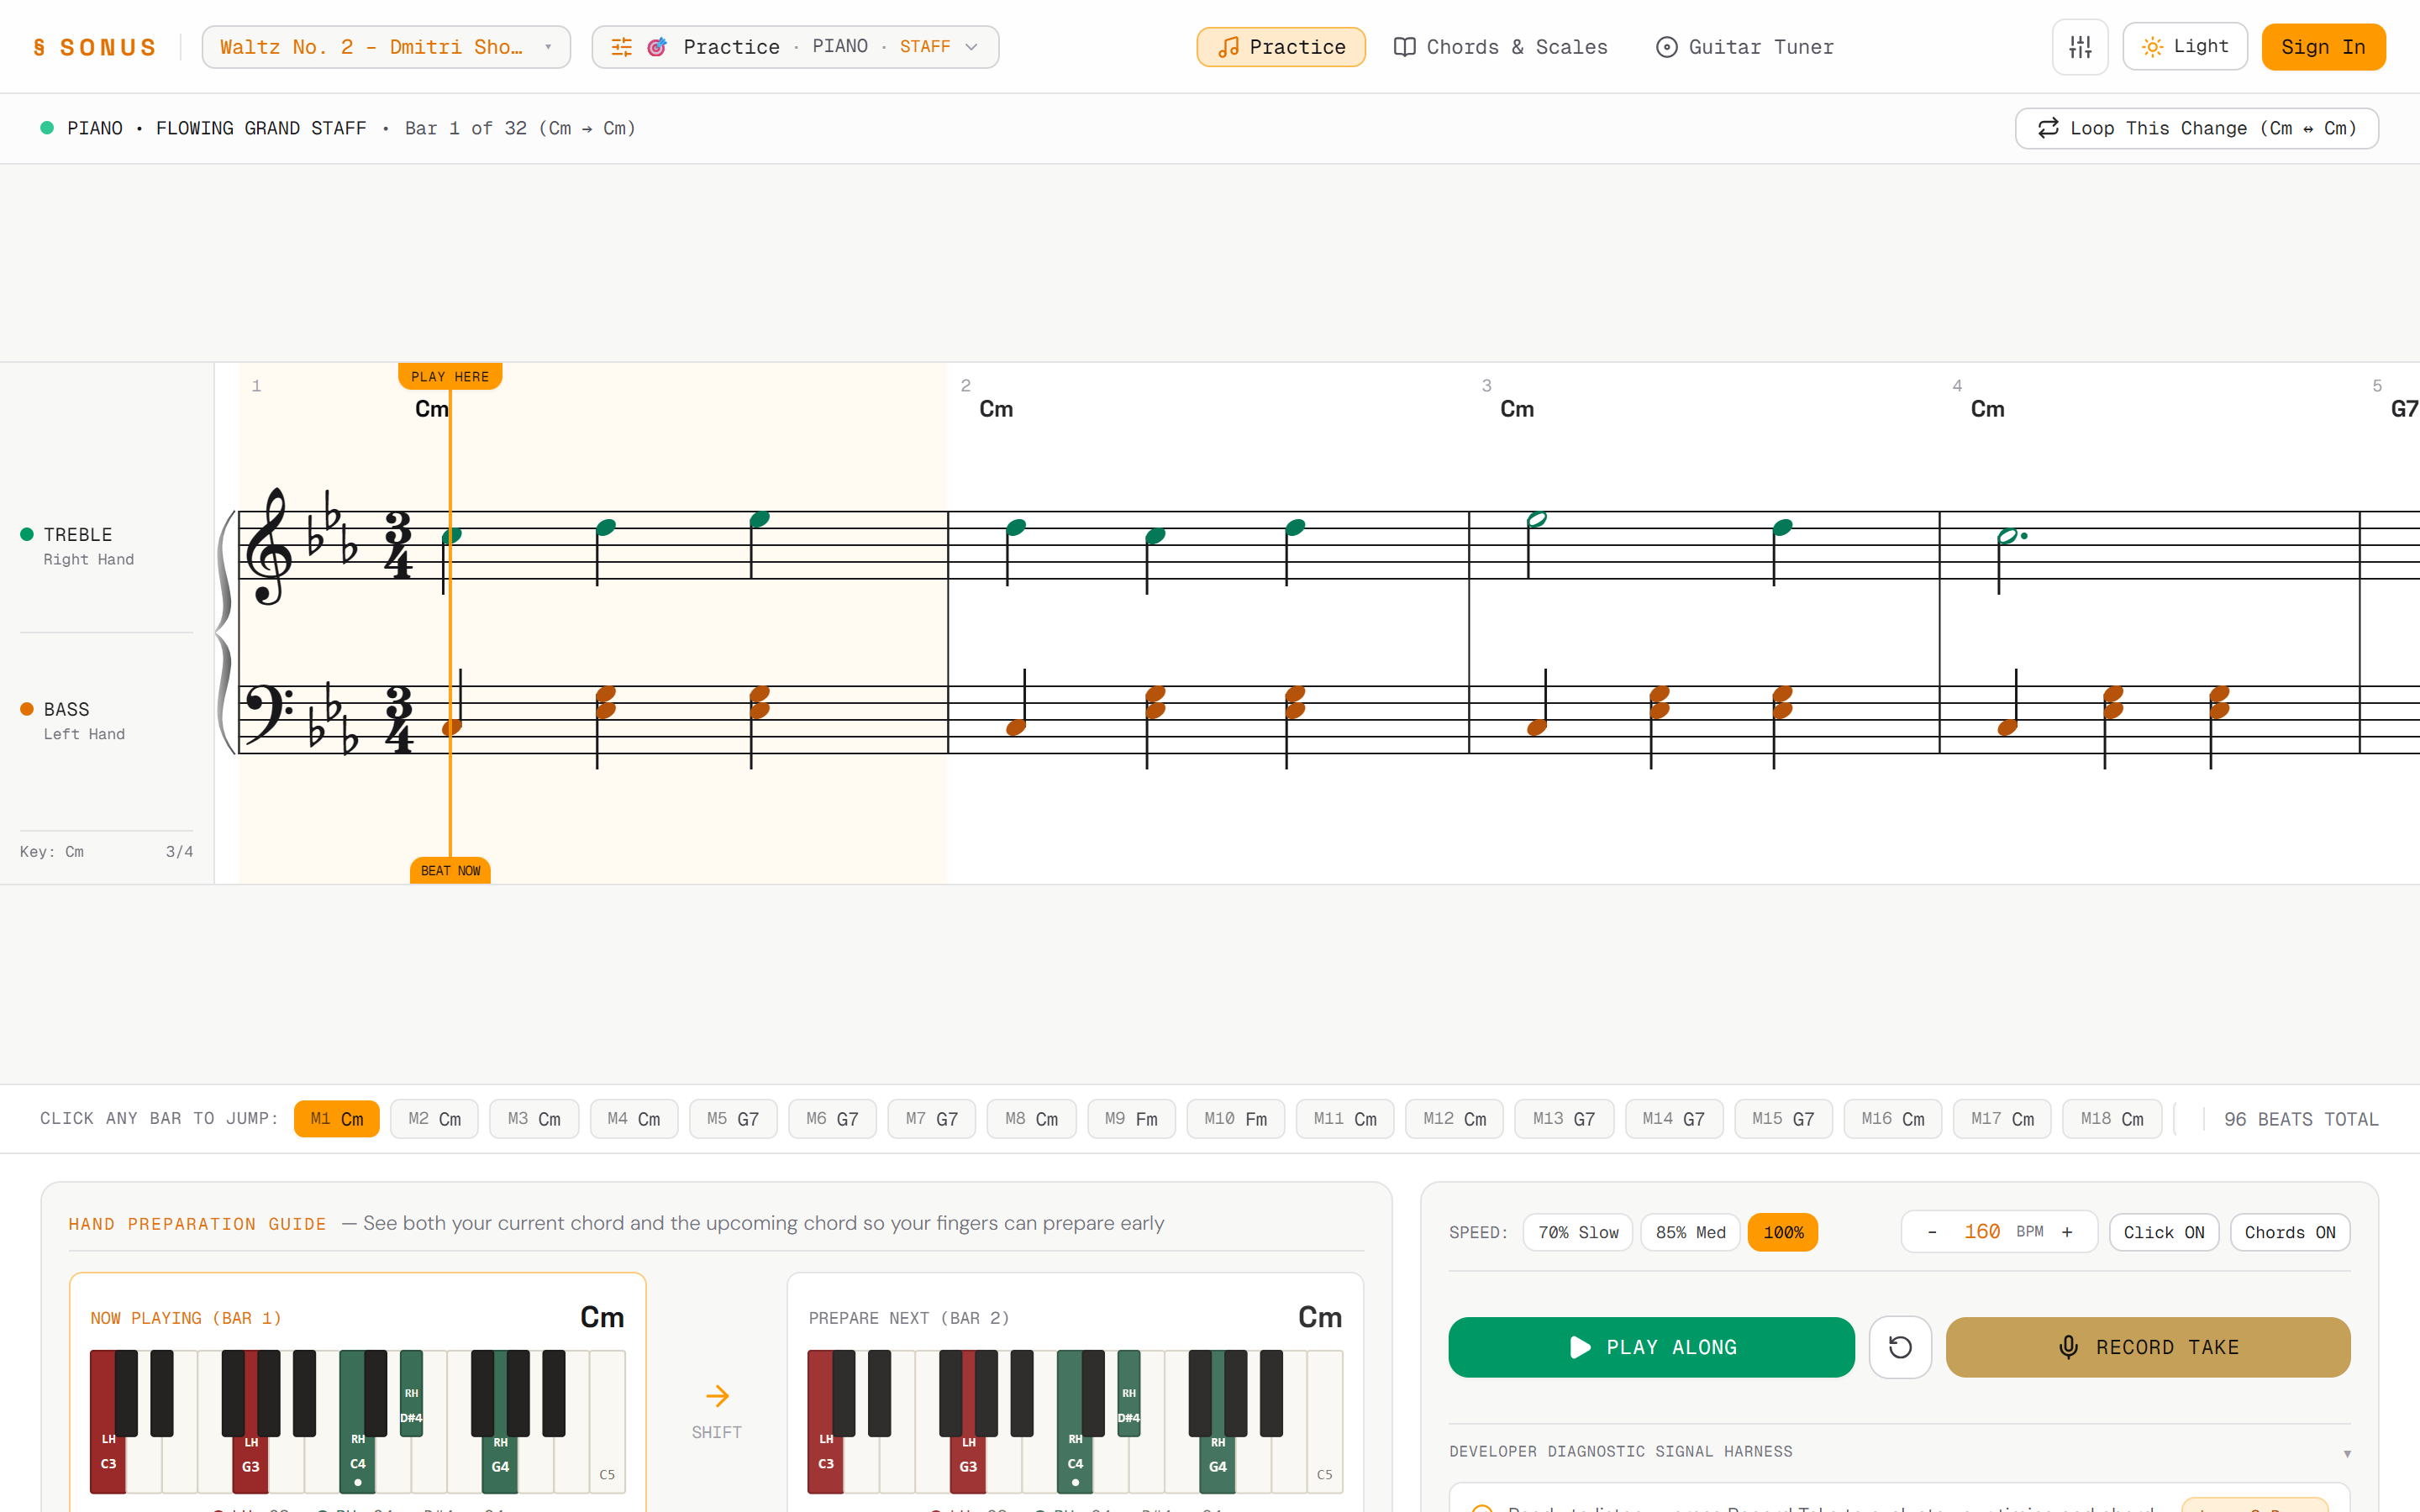 § SONUS
Waltz No. 2 – Dmitri Sho…
Practice · PIANO · STAFF
Practice
Chords & Scales
Guitar Tuner
Light
Sign In
PIANO • FLOWING GRAND STAFF • Bar 1 of 32 (Cm → Cm)
Loop This Change (Cm ↔ Cm)
PLAY HERE
1 2 3 4 5
Cm Cm Cm Cm G7
TREBLE
Right Hand
3
4
BASS
Left Hand
3
4
Key: Cm 3/4
BEAT NOW
CLICK ANY BAR TO JUMP: M1 Cm M2 Cm M3 Cm M4 Cm M5 G7 M6 G7 M7 G7 M8 Cm M9 Fm M10 Fm M11 Cm M12 Cm M13 G7 M14 G7 M15 G7 M16 Cm M17 Cm M18 Cm 96 BEATS TOTAL
HAND PREPARATION GUIDE — See both your current chord and the upcoming chord so your fingers can prepare early
NOW PLAYING (BAR 1) Cm
RH
D#4
LH LH RH RH
C3 G3 C4 G4 C5
SHIFT
PREPARE NEXT (BAR 2) Cm
RH
D#4
LH LH RH RH
C3 G3 C4 G4 C5
SPEED: 70% Slow 85% Med 100% – 160 BPM + Click ON Chords ON
PLAY ALONG
RECORD TAKE
DEVELOPER DIAGNOSTIC SIGNAL HARNESS